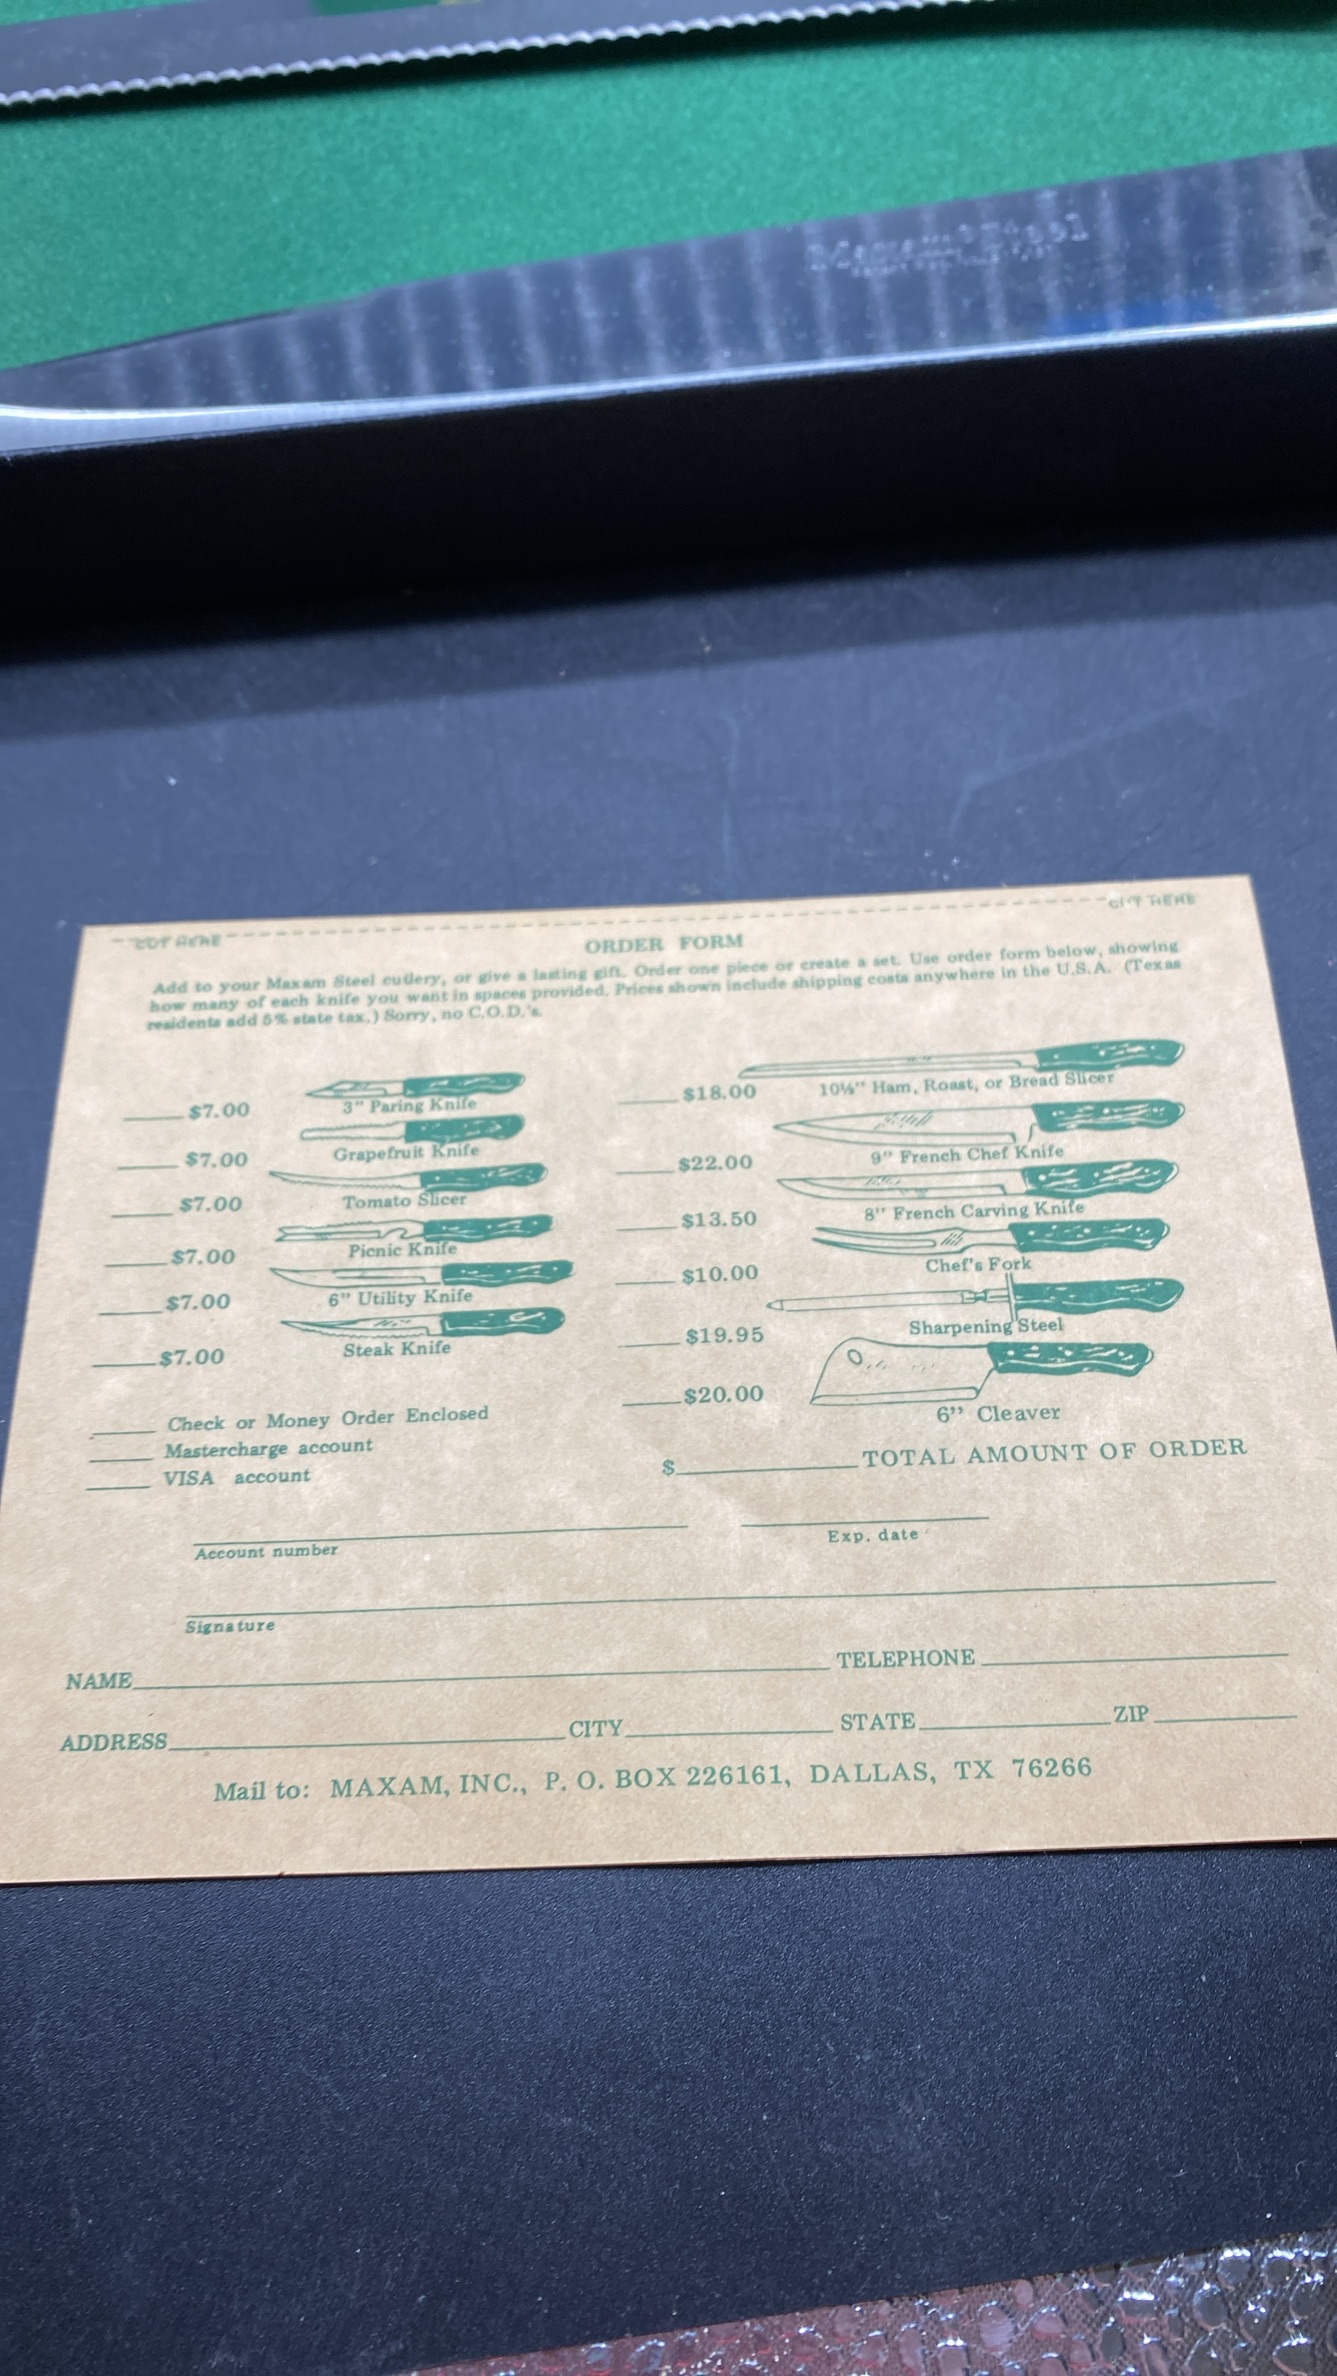 Maxam Steel
CUT HERE
CUT HERE
ORDER FORM
Add to your Maxam Steel cutlery, or give a lasting gift. Order one piece or create a set. Use order form below, showing
how many of each knife you want in spaces provided. Prices shown include shipping costs anywhere in the U.S.A. (Texas
residents add 5% state tax.) Sorry, no C.O.D.'s.
$7.00 3" Paring Knife
$7.00 Grapefruit Knife
$7.00 Tomato Slicer
$7.00 Picnic Knife
$7.00 6" Utility Knife
$7.00 Steak Knife
$18.00 10½" Ham, Roast, or Bread Slicer
$22.00 9" French Chef Knife
$13.50 8" French Carving Knife
$10.00 Chef's Fork
$19.95 Sharpening Steel
$20.00 6" Cleaver
Check or Money Order Enclosed
Mastercharge account
VISA account
$ TOTAL AMOUNT OF ORDER
Account number Exp. date
Signature
NAME TELEPHONE
ADDRESS CITY STATE ZIP
Mail to: MAXAM, INC., P. O. BOX 226161, DALLAS, TX 76266